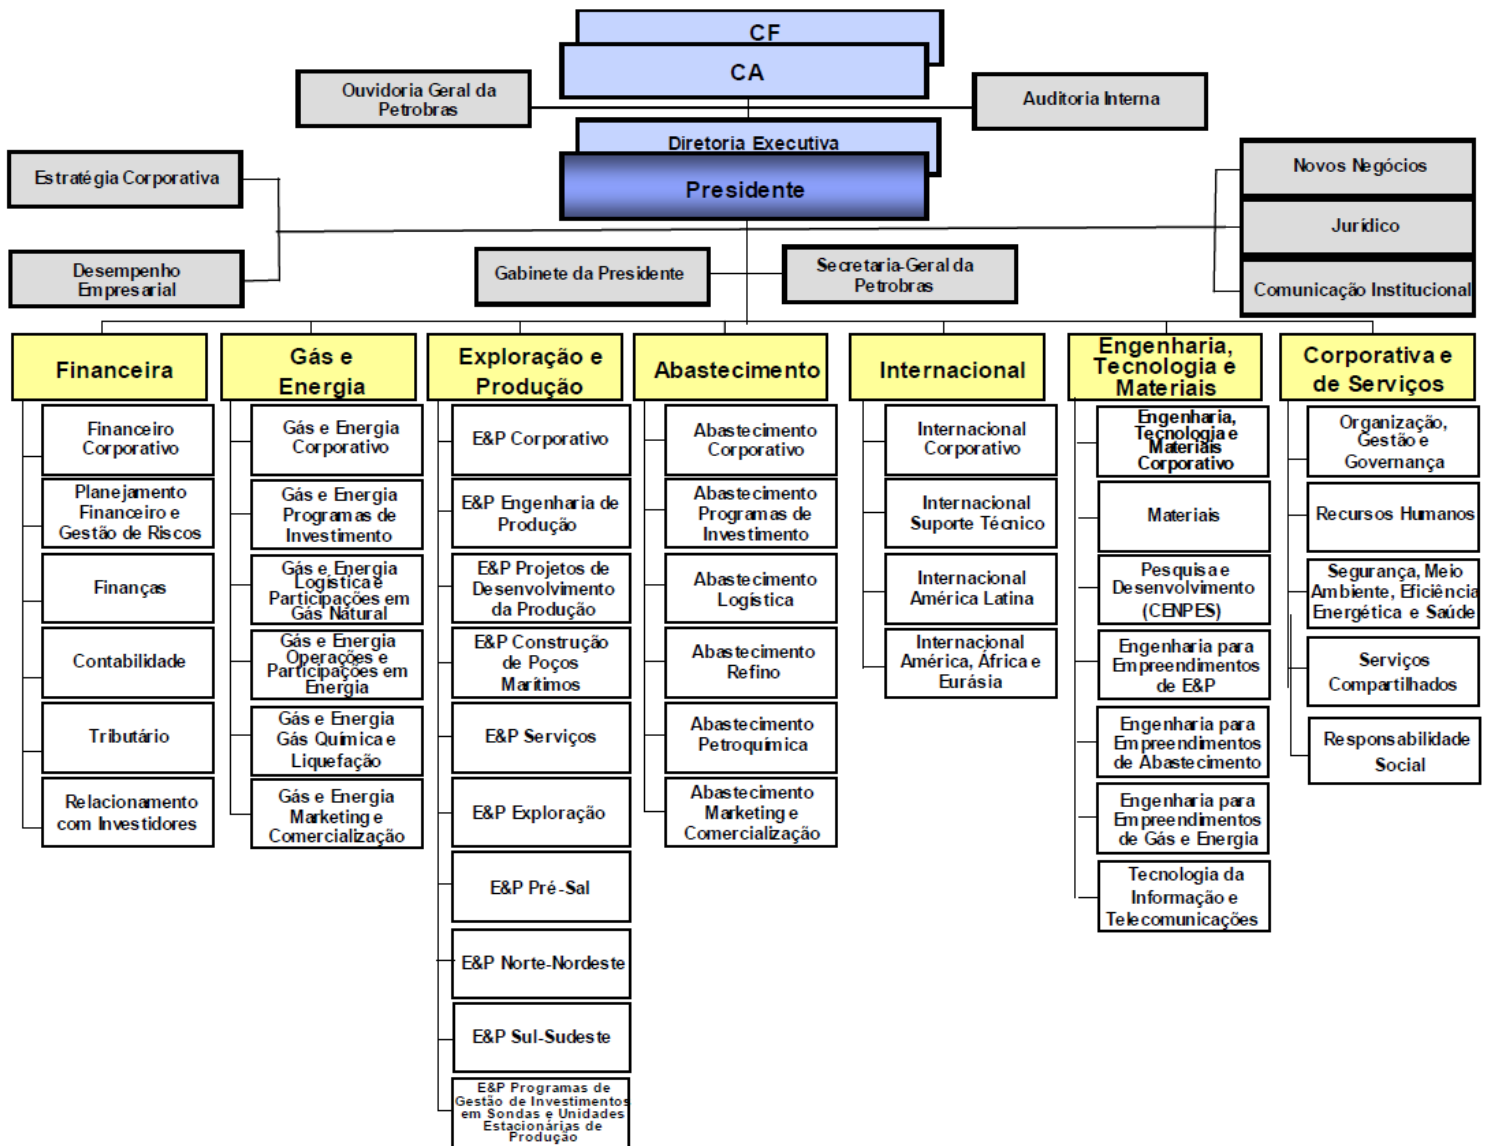 CF
CA
Ouvidoria Geral da
Petrobras
Auditoria Interna
Diretoria Executiva
Presidente
Estratégia Corporativa
Desempenho
Empresarial
Novos Negócios
Jurídico
Comunicação Institucional
Gabinete da Presidente
Secretaria-Geral da
Petrobras
Financeira
Financeiro
Corporativo
Planejamento
Financeiro e
Gestão de Riscos
Finanças
Contabilidade
Tributário
Relacionamento
com Investidores
Gás e
Energia
Gás e Energia
Corporativo
Gás e Energia
Programas de
Investimento
Gás e Energia
Logística e
Participações em
Gás Natural
Gás e Energia
Operações e
Participações em
Energia
Gás e Energia
Gás Química e
Liquefação
Gás e Energia
Marketing e
Comercialização
Exploração e
Produção
E&P Corporativo
E&P Engenharia de
Produção
E&P Projetos de
Desenvolvimento
da Produção
E&P Construção
de Poços
Marítimos
E&P Serviços
E&P Exploração
E&P Pré-Sal
E&P Norte-Nordeste
E&P Sul-Sudeste
E&P Programas de
Gestão de Investimentos
em Sondas e Unidades
Estacionárias de
Produção
Abastecimento
Abastecimento
Corporativo
Abastecimento
Programas de
Investimento
Abastecimento
Logística
Abastecimento
Refino
Abastecimento
Petroquímica
Abastecimento
Marketing e
Comercialização
Internacional
Internacional
Corporativo
Internacional
Suporte Técnico
Internacional
América Latina
Internacional
América, África e
Eurásia
Engenharia,
Tecnologia e
Materiais
Engenharia,
Tecnologia e
Materiais
Corporativo
Materiais
Pesquisa e
Desenvolvimento
(CENPES)
Engenharia para
Empreendimentos
de E&P
Engenharia para
Empreendimentos
de Abastecimento
Engenharia para
Empreendimentos
de Gás e Energia
Tecnologia da
Informação e
Telecomunicações
Corporativa e
de Serviços
Organização,
Gestão e
Governança
Recursos Humanos
Segurança, Meio
Ambiente, Eficiência
Energética e Saúde
Serviços
Compartilhados
Responsabilidade
Social